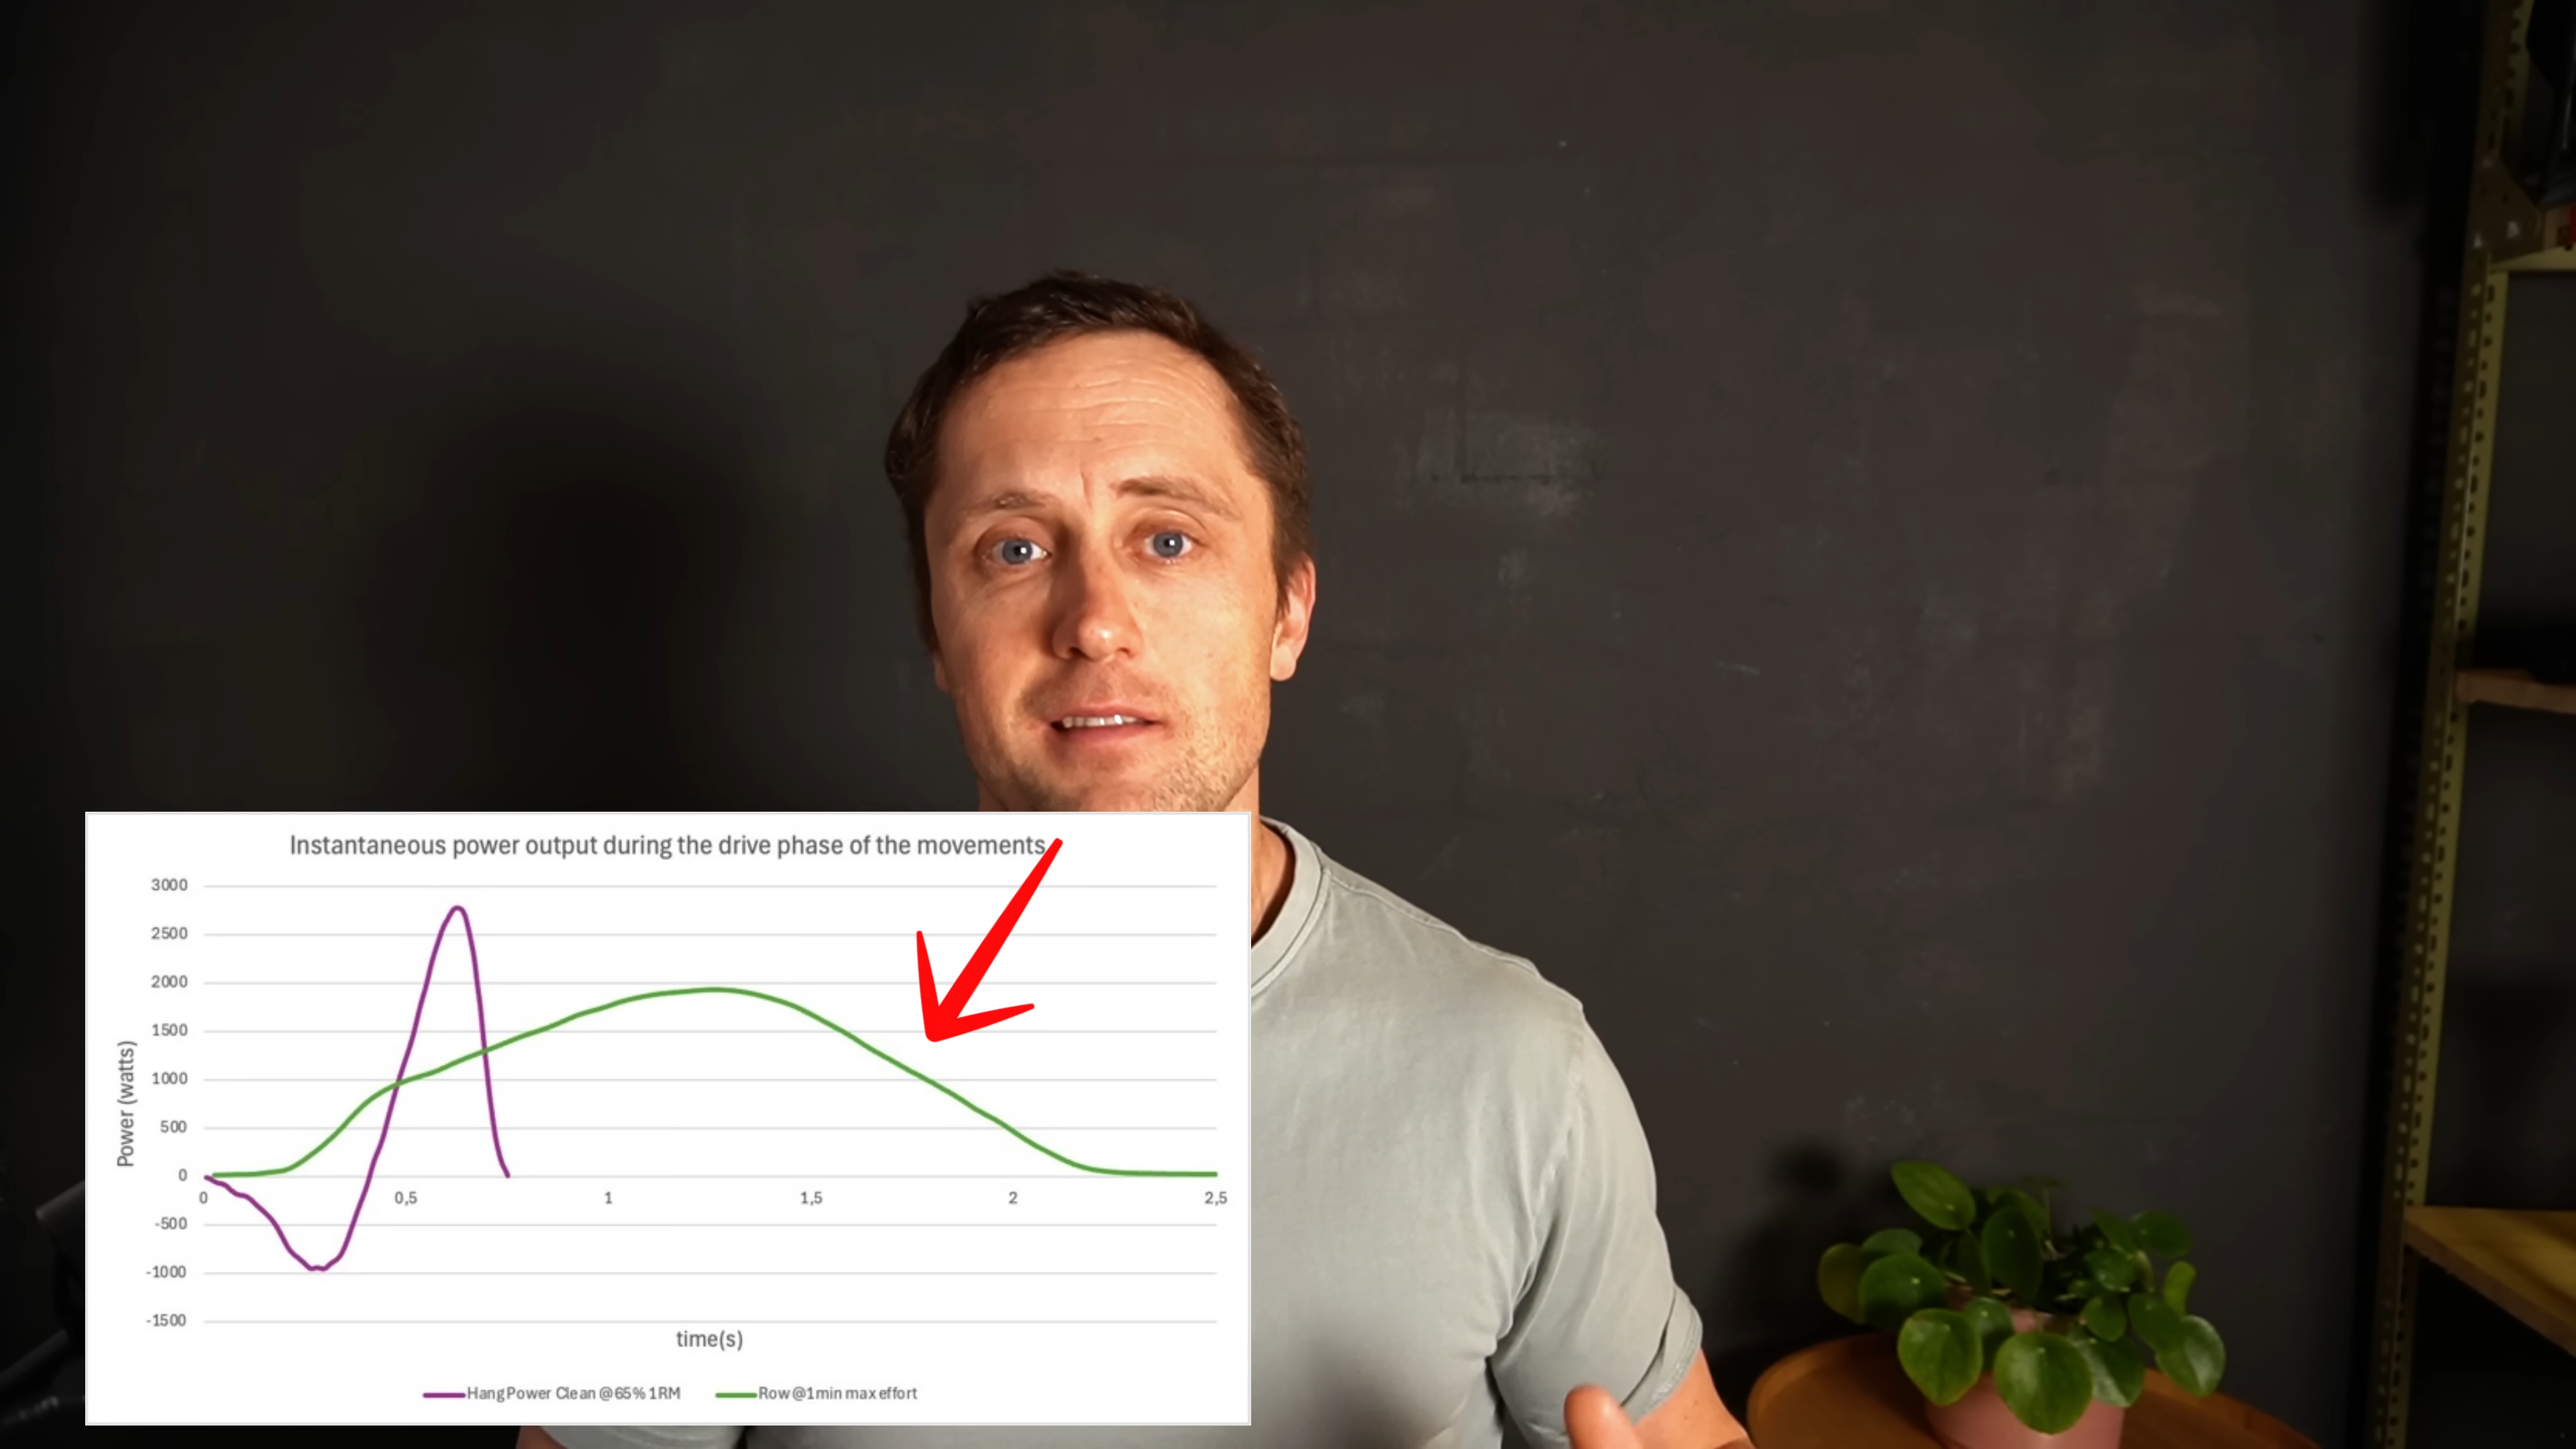 Instantaneous power output during the drive phase of the movements
3000
2500
2000
1500
1000
500
0
-500
-1000
-1500
Power (watts)
0 0,5 1 1,5 2 2,5
time(s)
Hang Power Clean @65% 1RM Row @1min max effort